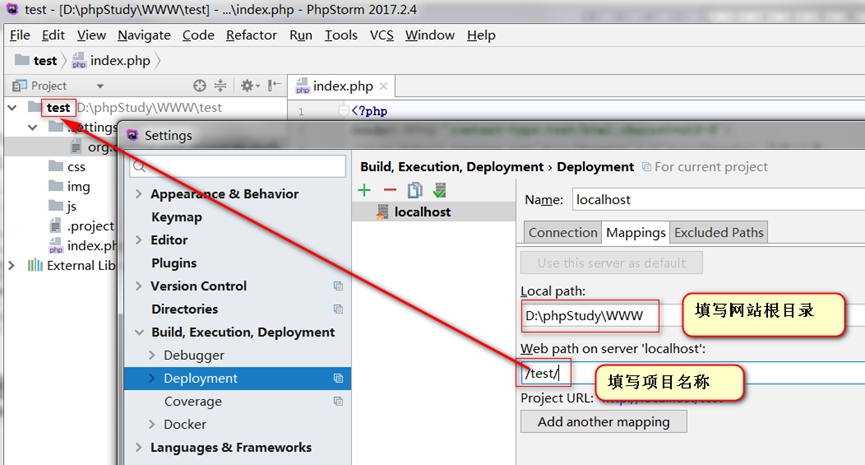 test - [D:\phpStudy\WWW\test] - ...\index.php - PhpStorm 2017.2.4
File Edit View Navigate Code Refactor Run Tools VCS Window Help
test index.php
Project
index.php
test D:\phpStudy\WWW\test
1 <?php
.settings
org.
css
img
js
.project
index.ph
External Lib
Settings
Appearance & Behavior
Keymap
Editor
Plugins
Version Control
Directories
Build, Execution, Deployment
Debugger
Deployment
Coverage
Docker
Languages & Frameworks
Build, Execution, Deployment › Deployment For current project
localhost
Name: localhost
Connection Mappings Excluded Paths
Use this server as default
Local path:
D:\phpStudy\WWW
填写网站根目录
Web path on server 'localhost':
/test/
填写项目名称
Project URL:
Add another mapping